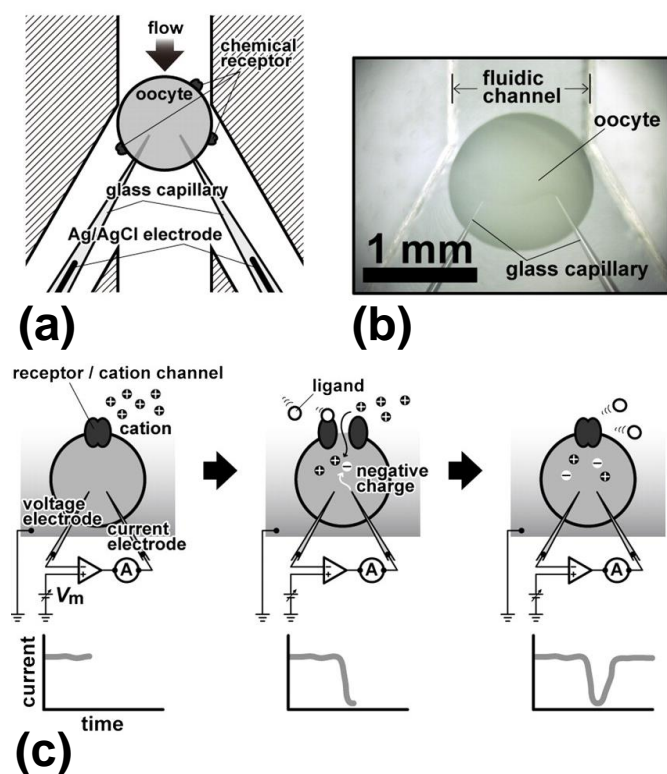 flow
chemical
receptor
oocyte
glass capillary
Ag/AgCl electrode
(a)
fluidic
channel
oocyte
1 mm
glass capillary
(b)
receptor / cation channel
cation
voltage
electrode
current
electrode
A
Vm
current
time
ligand
negative
charge
A
A
(c)